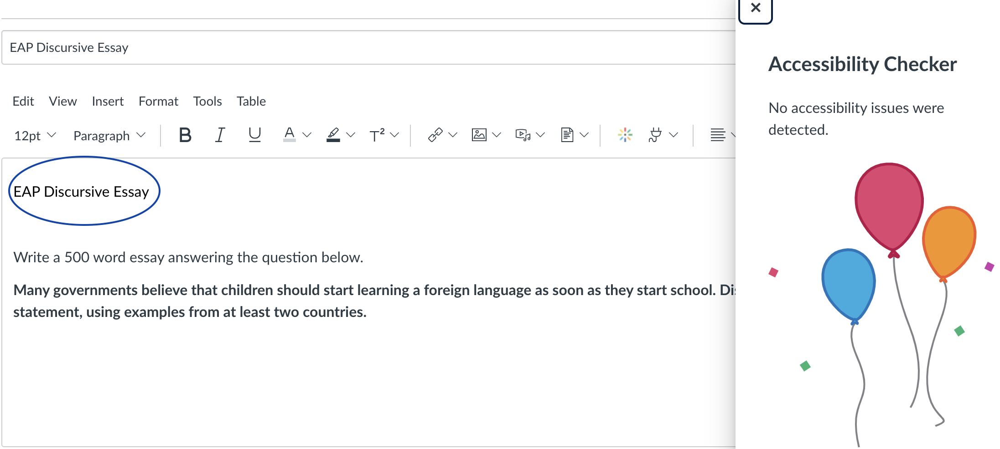 EAP Discursive Essay
Accessibility Checker
No accessibility issues were
detected.
Edit View Insert Format Tools Table
12pt Paragraph B I U A T²
EAP Discursive Essay
Write a 500 word essay answering the question below.
Many governments believe that children should start learning a foreign language as soon as they start school.
statement, using examples from at least two countries.